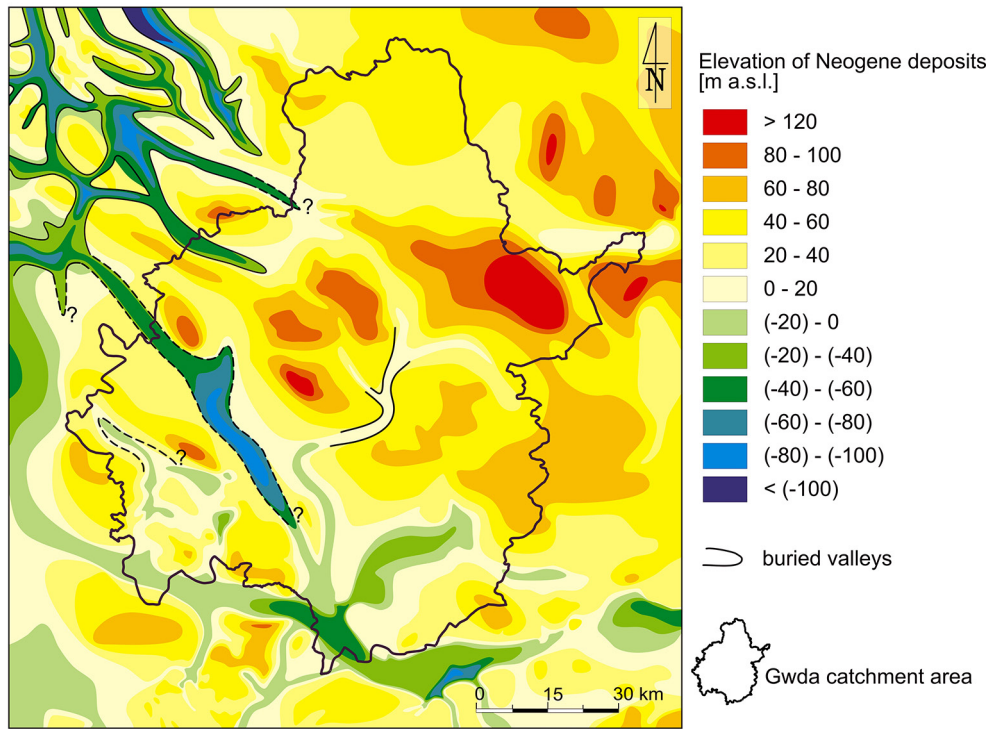 N
Elevation of Neogene deposits
[m a.s.l.]
> 120
80 - 100
60 - 80
40 - 60
20 - 40
0 - 20
(-20) - 0
(-20) - (-40)
(-40) - (-60)
(-60) - (-80)
(-80) - (-100)
< (-100)
buried valleys
Gwda catchment area
?
?
?
?
0 15 30 km